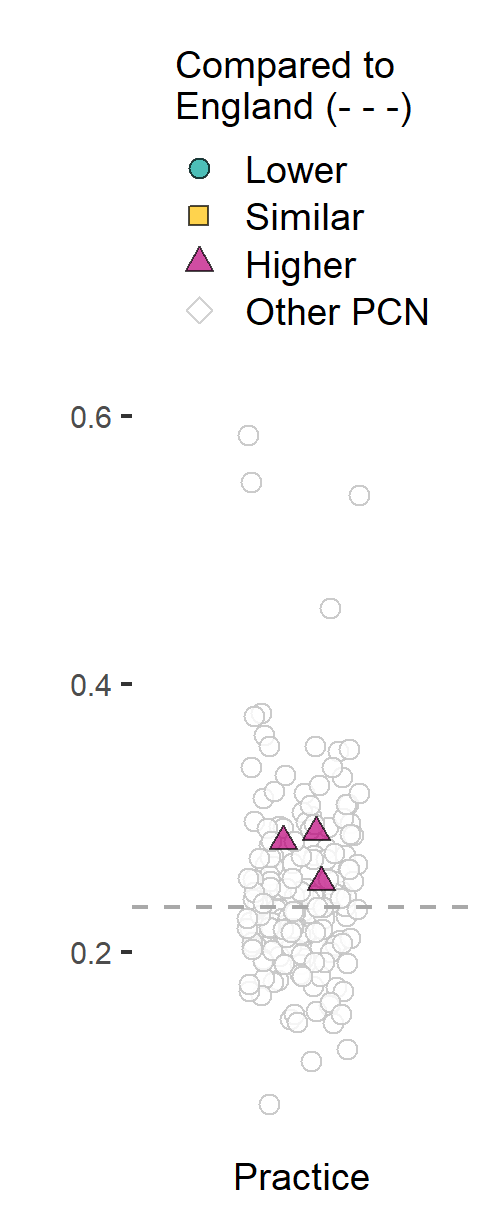 Compared to
England (- - -)
Lower
Similar
Higher
Other PCN
0.6
0.4
0.2
Practice